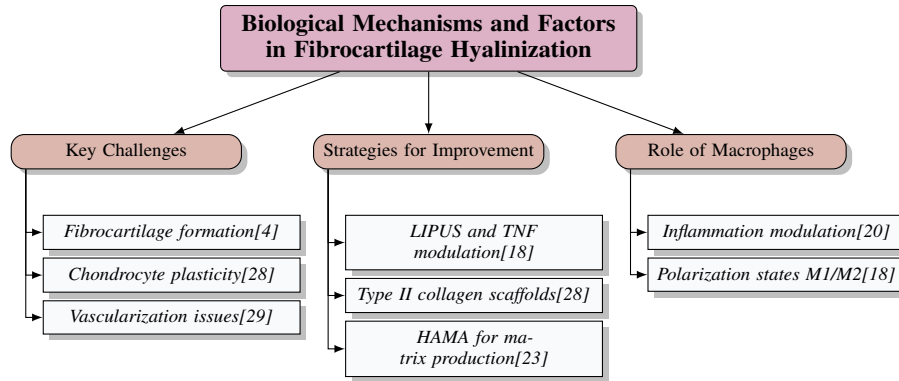 Biological Mechanisms and Factors
in Fibrocartilage Hyalinization
Key Challenges
Strategies for Improvement
Role of Macrophages
Fibrocartilage formation[4]
Chondrocyte plasticity[28]
Vascularization issues[29]
LIPUS and TNF
modulation[18]
Type II collagen scaffolds[28]
HAMA for ma-
trix production[23]
Inflammation modulation[20]
Polarization states M1/M2[18]